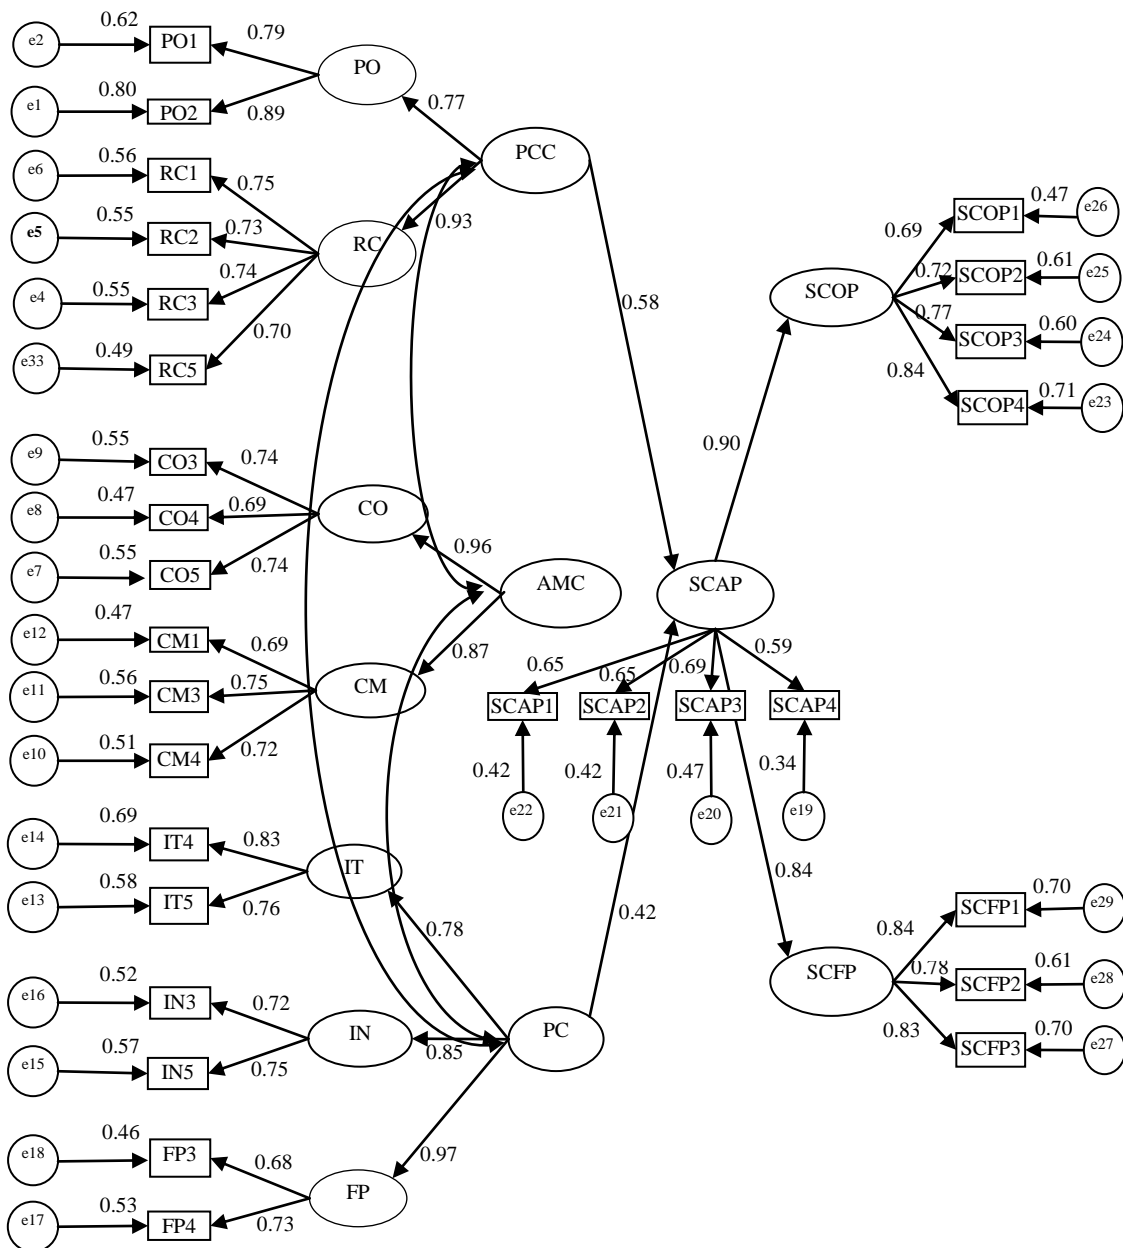 e2 0.62 PO1 0.79 PO
e1 0.80 PO2 0.89 0.77
e6 0.56 RC1 0.75 PCC
e5 0.55 RC2 0.73 RC 0.93
e4 0.55 RC3 0.74
e33 0.49 RC5 0.70
0.58
SCOP
0.69 SCOP1 0.47 e26
0.72 SCOP2 0.61 e25
0.77 SCOP3 0.60 e24
0.84 SCOP4 0.71 e23
0.90
e9 0.55 CO3 0.74 CO
e8 0.47 CO4 0.69
e7 0.55 CO5 0.74 0.96
AMC
SCAP
e12 0.47 CM1 0.69 0.87
e11 0.56 CM3 0.75 CM
e10 0.51 CM4 0.72
0.65 0.65 0.69 0.59
SCAP1 SCAP2 SCAP3 SCAP4
0.42 0.42 0.47 0.34
e22 e21 e20 e19
e14 0.69 IT4 0.83 IT
e13 0.58 IT5 0.76 0.78
0.42
0.84
SCFP
0.84 SCFP1 0.70 e29
0.78 SCFP2 0.61 e28
0.83 SCFP3 0.70 e27
e16 0.52 IN3 0.72 IN
e15 0.57 IN5 0.75 0.85 PC
e18 0.46 FP3 0.68 0.97
e17 0.53 FP4 0.73 FP